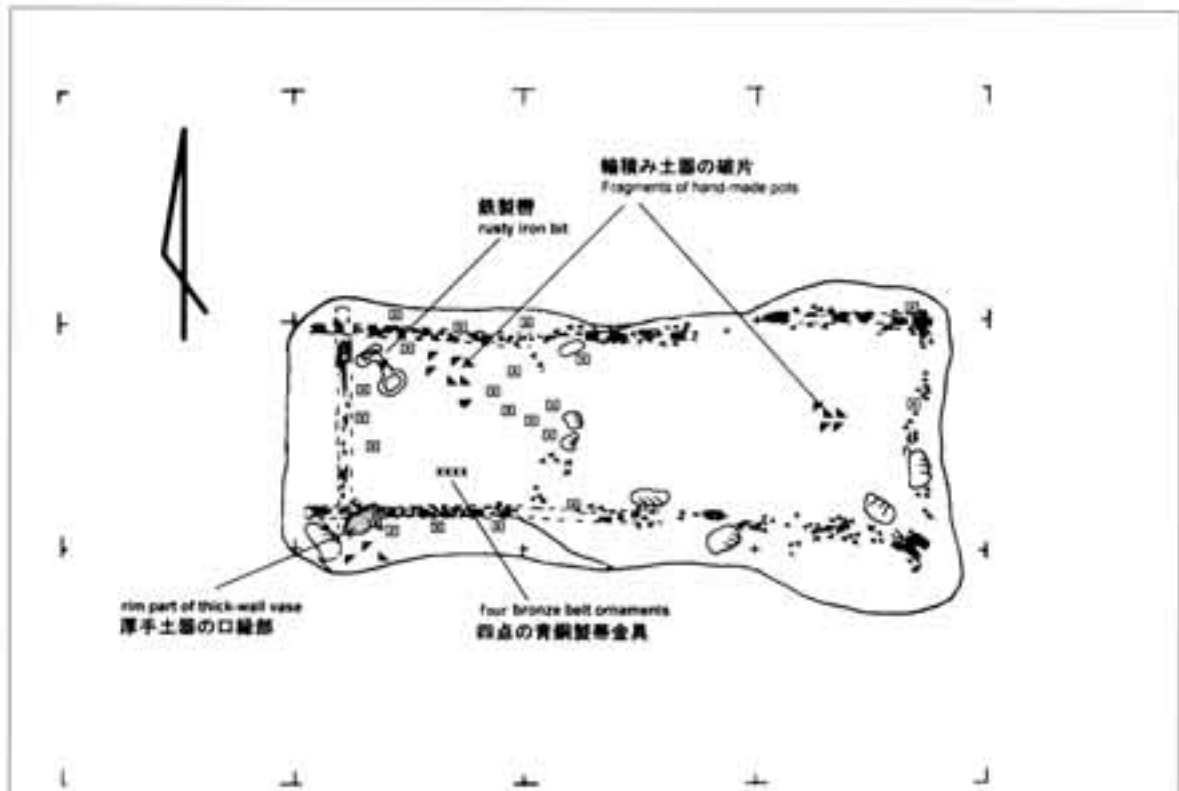 輪積み土器の破片
Fragments of hand-made pots
鉄製轡
rusty iron bit
rim part of thick-wall vase
厚手土器の口縁部
four bronze belt ornaments
四点の青銅製帯金具